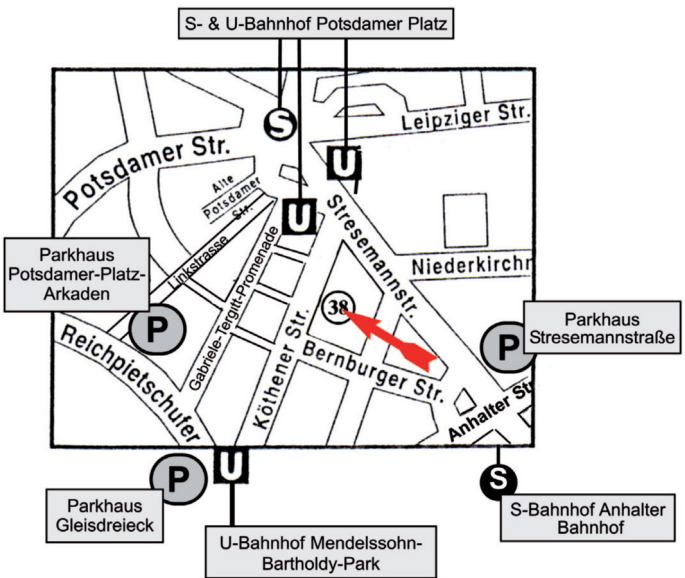 S- & U-Bahnhof Potsdamer Platz
S
Leipziger Str.
Potsdamer Str.
U
Alte
Potsdamer
Str.
U
Stresemannstr.
Parkhaus
Potsdamer-Platz-
Arkaden
Linkstrasse
Gabriele-Tergitt-Promenade
Niederkirchn
38
P
Parkhaus
Stresemannstraße
P
Reichpietschufer
Köthener Str.
Bernburger Str.
Anhalter Str
P
U
S
Parkhaus
Gleisdreieck
S-Bahnhof Anhalter
Bahnhof
U-Bahnhof Mendelssohn-
Bartholdy-Park